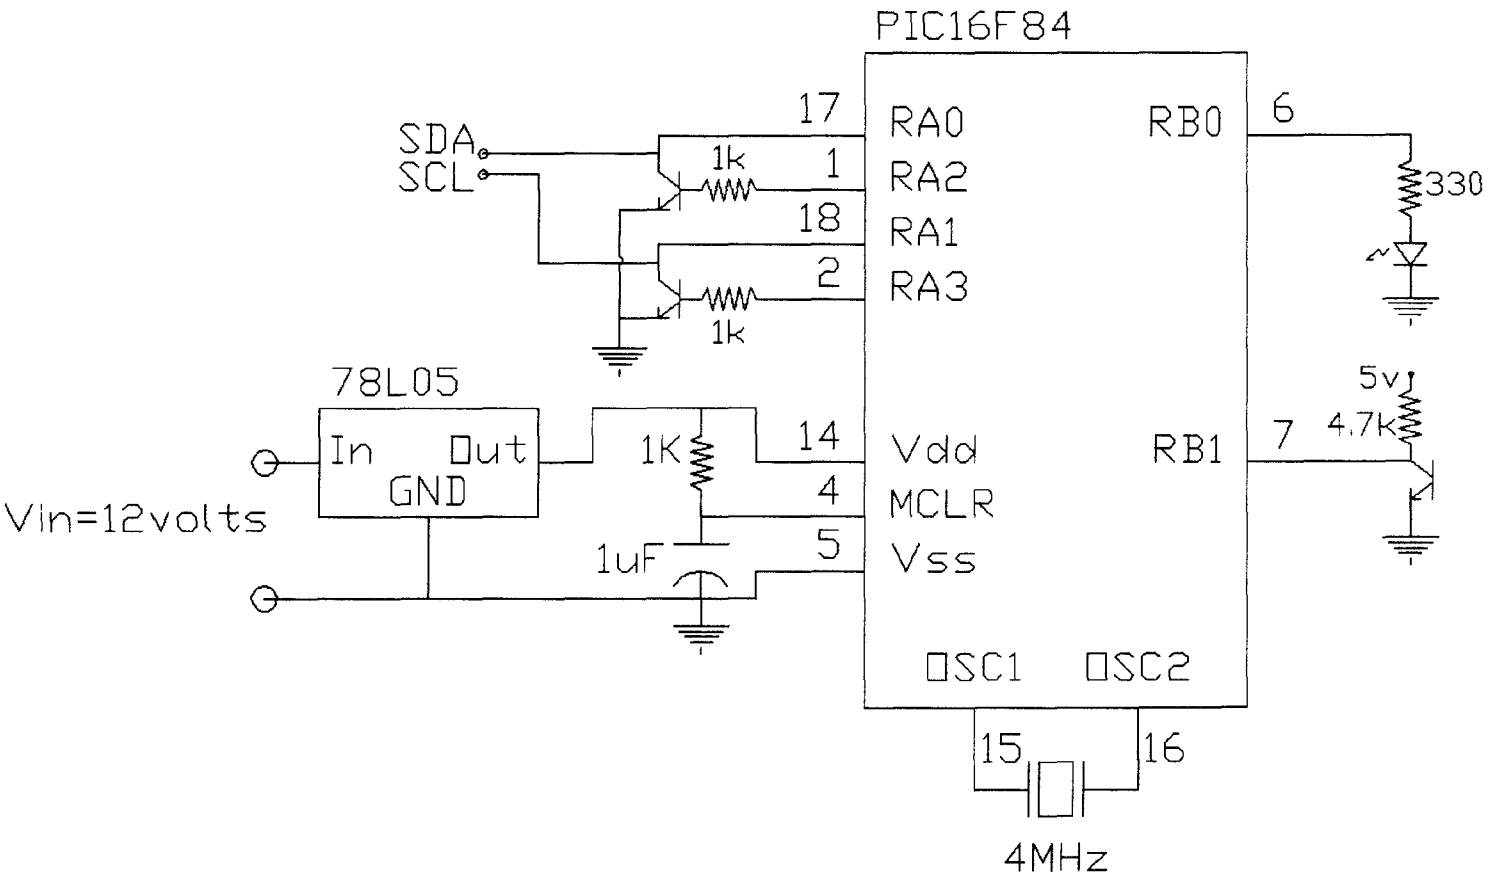 PIC16F84
17
RA0
RB0
6
SDA
SCL
1k
1
RA2
330
18
RA1
2
RA3
1k
78L05
5v
4.7k
In
Out
GND
1K
14
Vdd
RB1
7
4
MCLR
Vin=12volts
1uF
5
Vss
OSC1
OSC2
15
16
4MHz